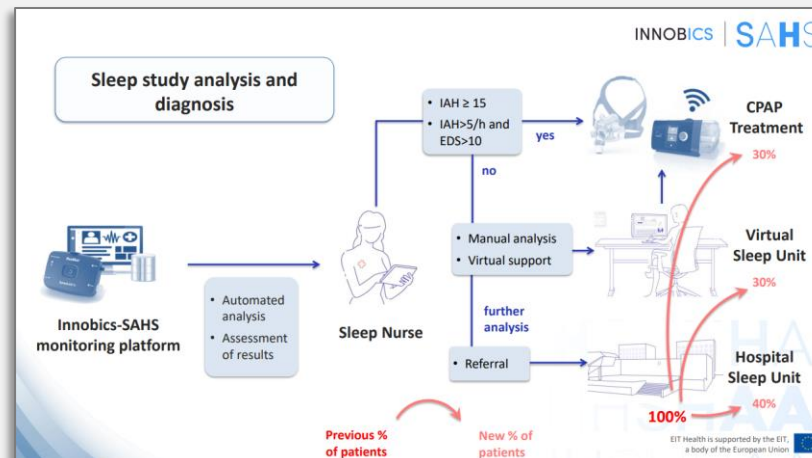 INNOBICS | SAHS
Sleep study analysis and
diagnosis
• IAH ≥ 15
• IAH>5/h and
EDS>10
yes
CPAP
Treatment
30%
no
• Manual analysis
• Virtual support
Virtual
Sleep Unit
30%
Innobics-SAHS
monitoring platform
• Automated
analysis
• Assessment
of results
Sleep Nurse
further
analysis
• Referral
Hospital
Sleep Unit
40%
100%
Previous %
of patients
New % of
patients
EIT Health is supported by the EIT,
a body of the European Union